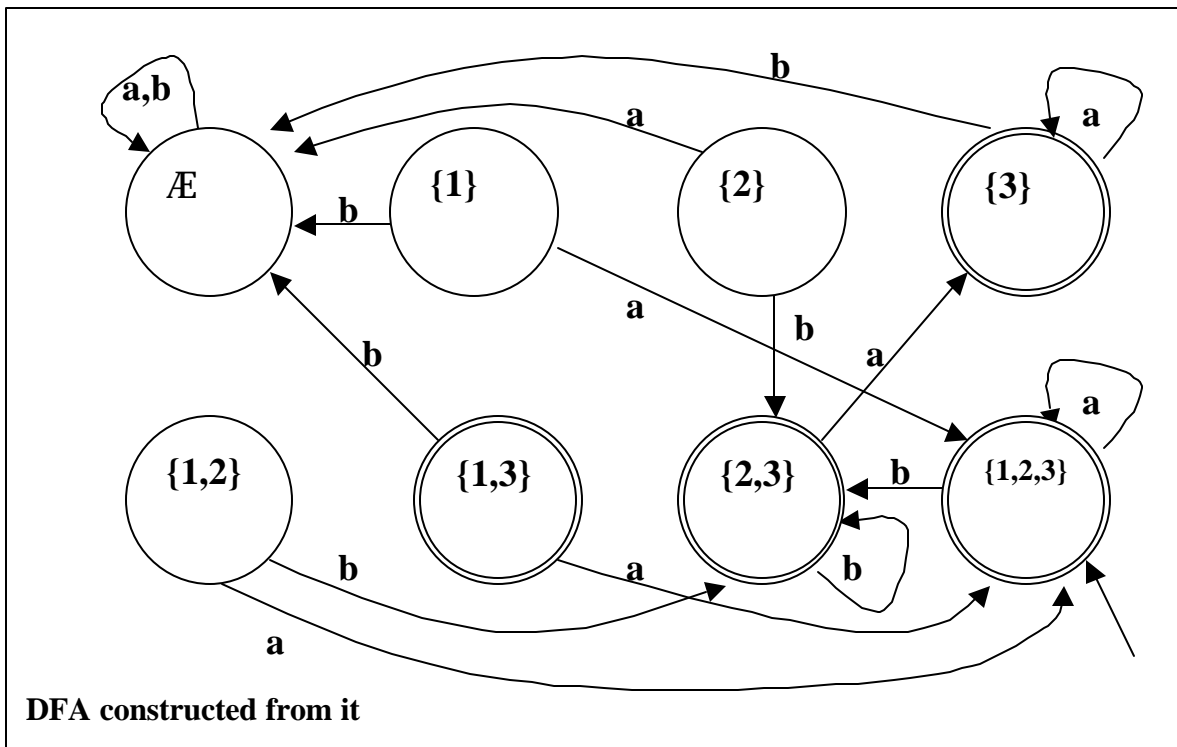 b
a,b
a
a
Æ
{1}
{2}
{3}
b
a
b
b
a
a
{1,2}
{1,3}
{2,3}
{1,2,3}
b
b
a
b
a
DFA constructed from it